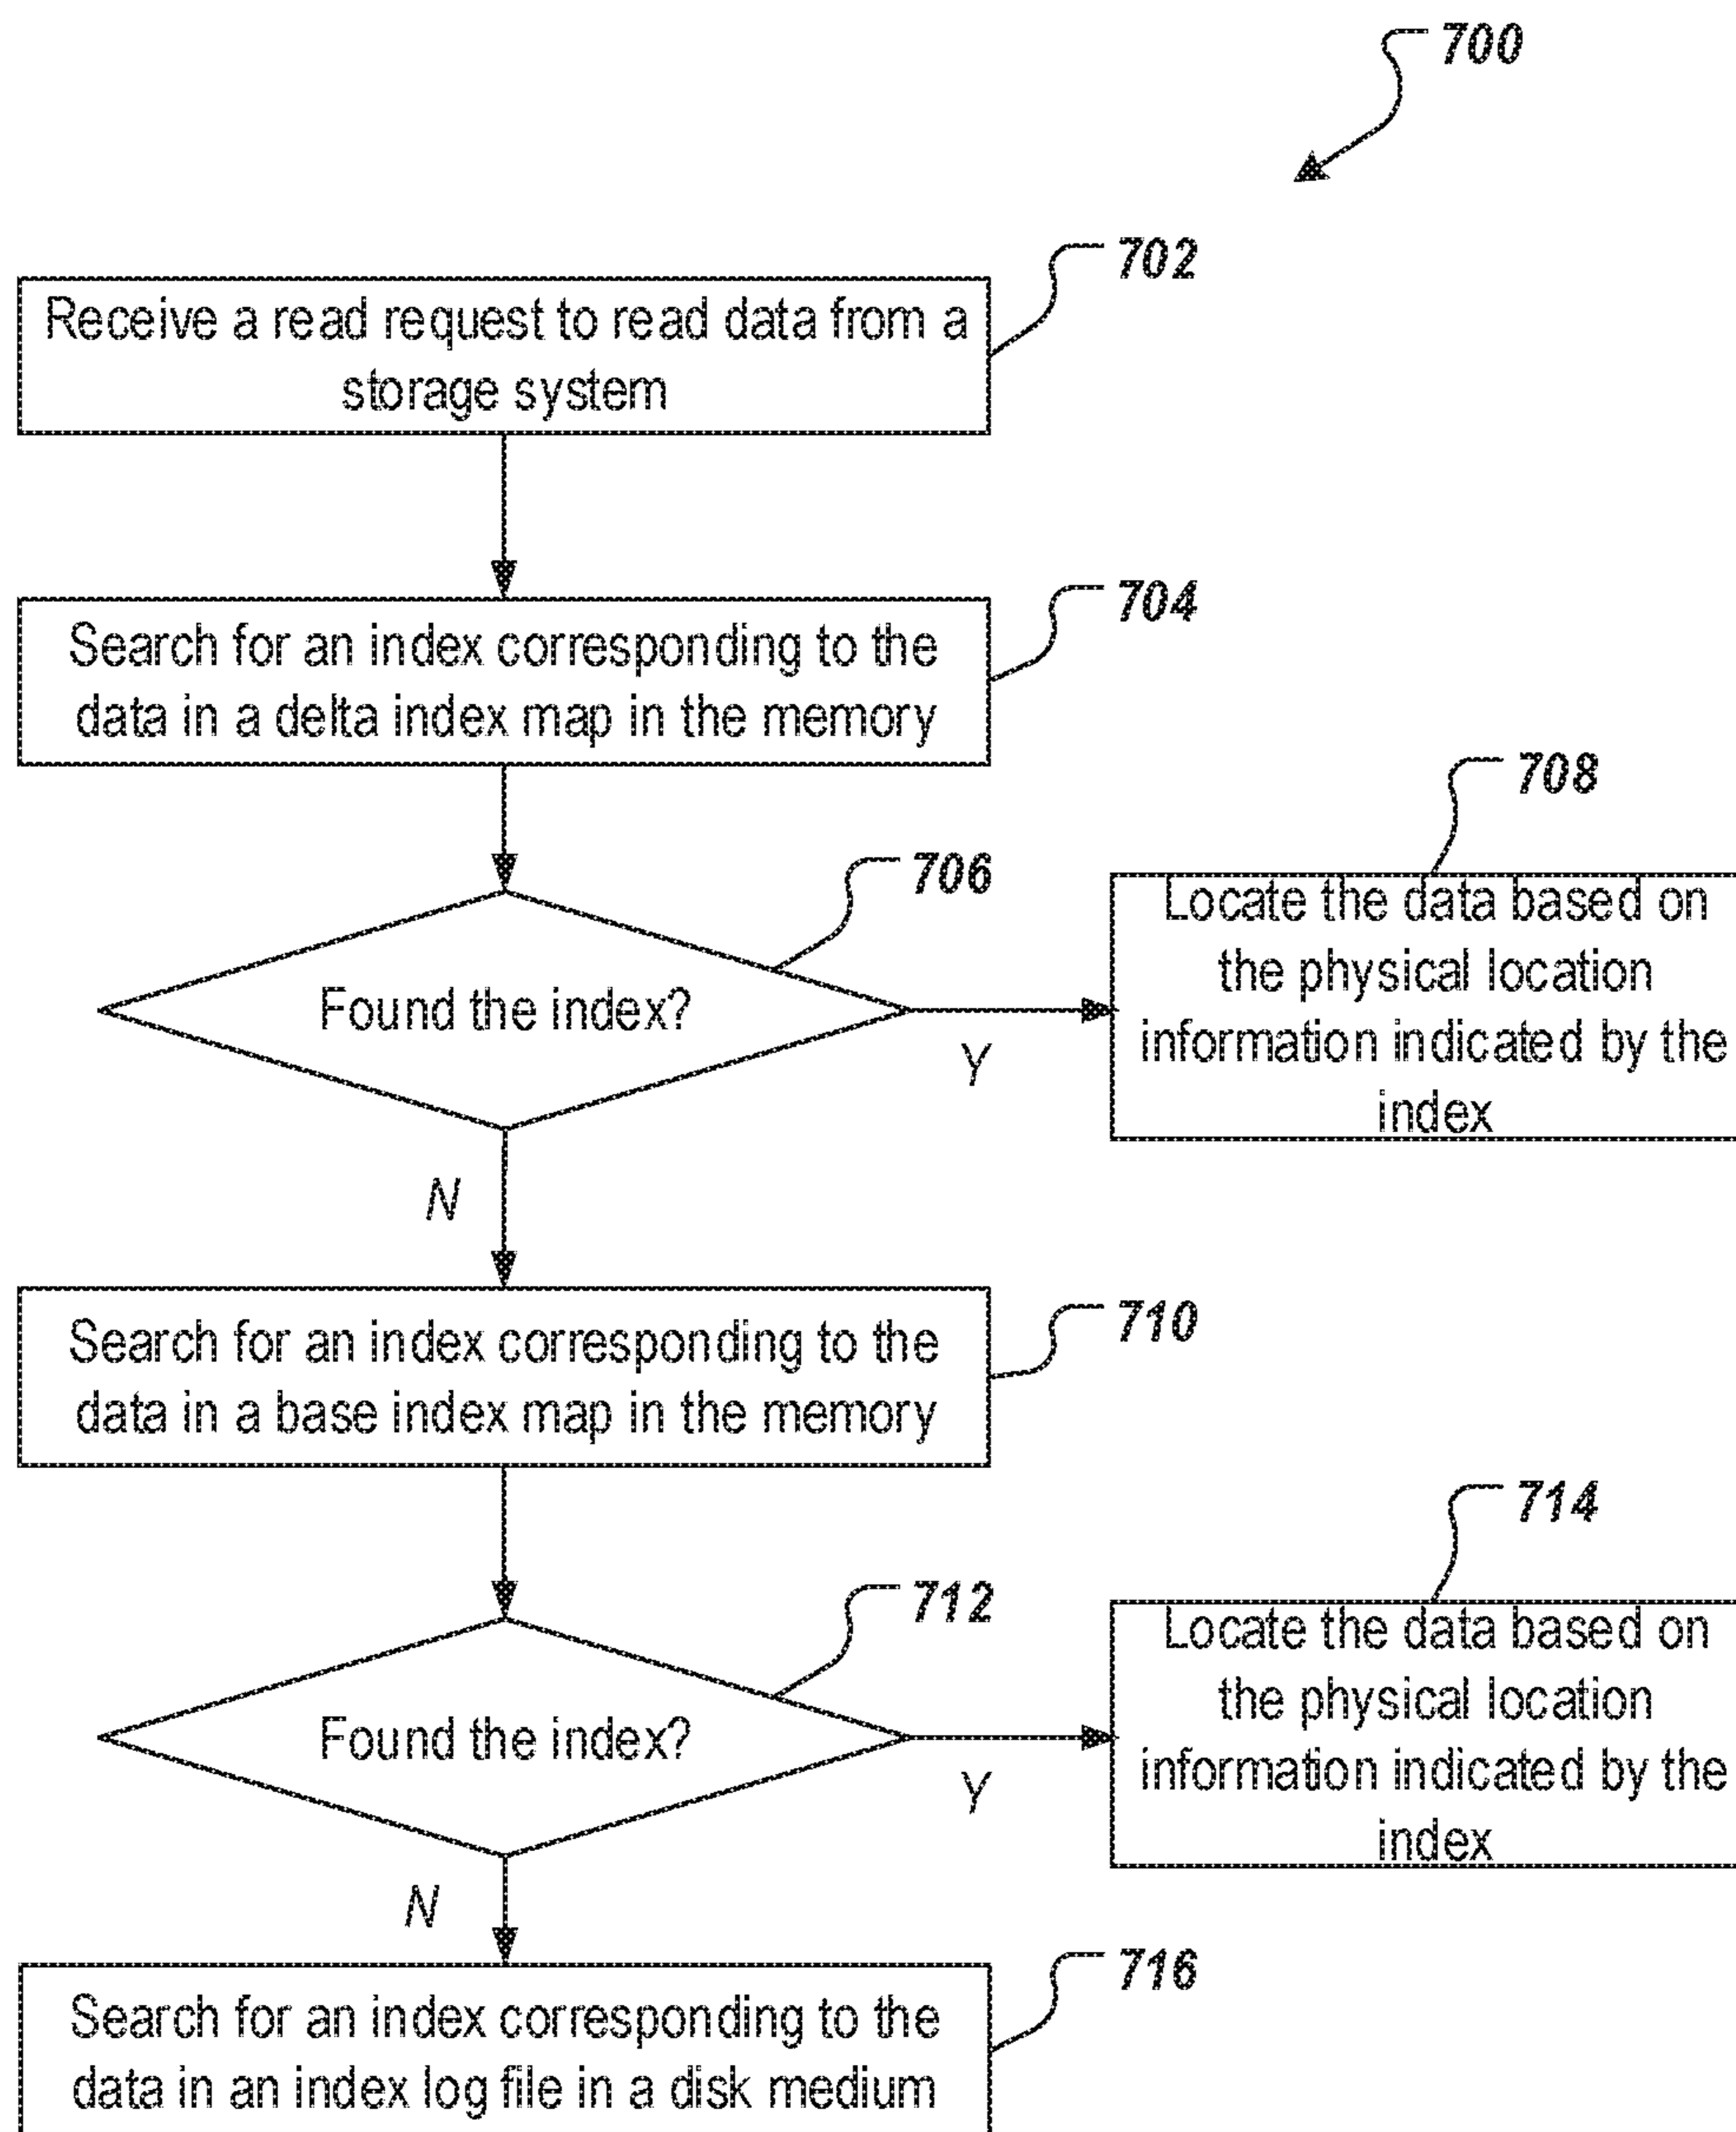 700
702
Receive a read request to read data from a
storage system
704
Search for an index corresponding to the
data in a delta index map in the memory
708
706
Locate the data based on
the physical location
information indicated by the
index
Found the index?
Y
N
710
Search for an index corresponding to the
data in a base index map in the memory
714
712
Locate the data based on
the physical location
information indicated by the
index
Found the index?
Y
N
716
Search for an index corresponding to the
data in an index log file in a disk medium